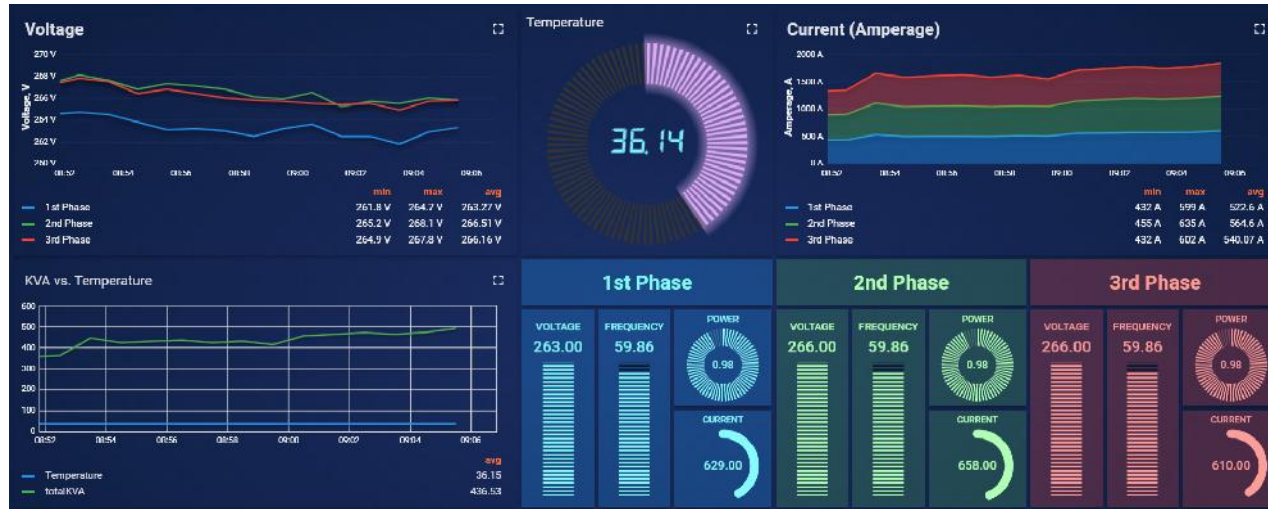 Voltage
270 V
268 V
266 V
264 V
262 V
260 V
Voltage, V
08:52 08:54 08:56 08:58 09:00 09:02 09:04 09:06
min max avg
1st Phase 261.8 V 264.7 V 263.27 V
2nd Phase 265.2 V 268.1 V 266.51 V
3rd Phase 264.9 V 267.8 V 266.16 V
Temperature
36.14
Current (Amperage)
2000 A
1500 A
1000 A
500 A
0 A
Amperage, A
08:52 08:54 08:56 08:58 09:00 09:02 09:04 09:06
min max avg
1st Phase 432 A 599 A 522.6 A
2nd Phase 455 A 635 A 564.6 A
3rd Phase 432 A 602 A 540.07 A
KVA vs. Temperature
600
500
400
300
200
100
0
08:52 08:54 08:56 08:58 09:00 09:02 09:04 09:06
avg
Temperature 36.15
totalKVA 436.53
1st Phase
VOLTAGE
263.00
FREQUENCY
59.86
POWER
0.98
CURRENT
629.00
2nd Phase
VOLTAGE
266.00
FREQUENCY
59.86
POWER
0.98
CURRENT
658.00
3rd Phase
VOLTAGE
266.00
FREQUENCY
59.86
POWER
0.98
CURRENT
610.00